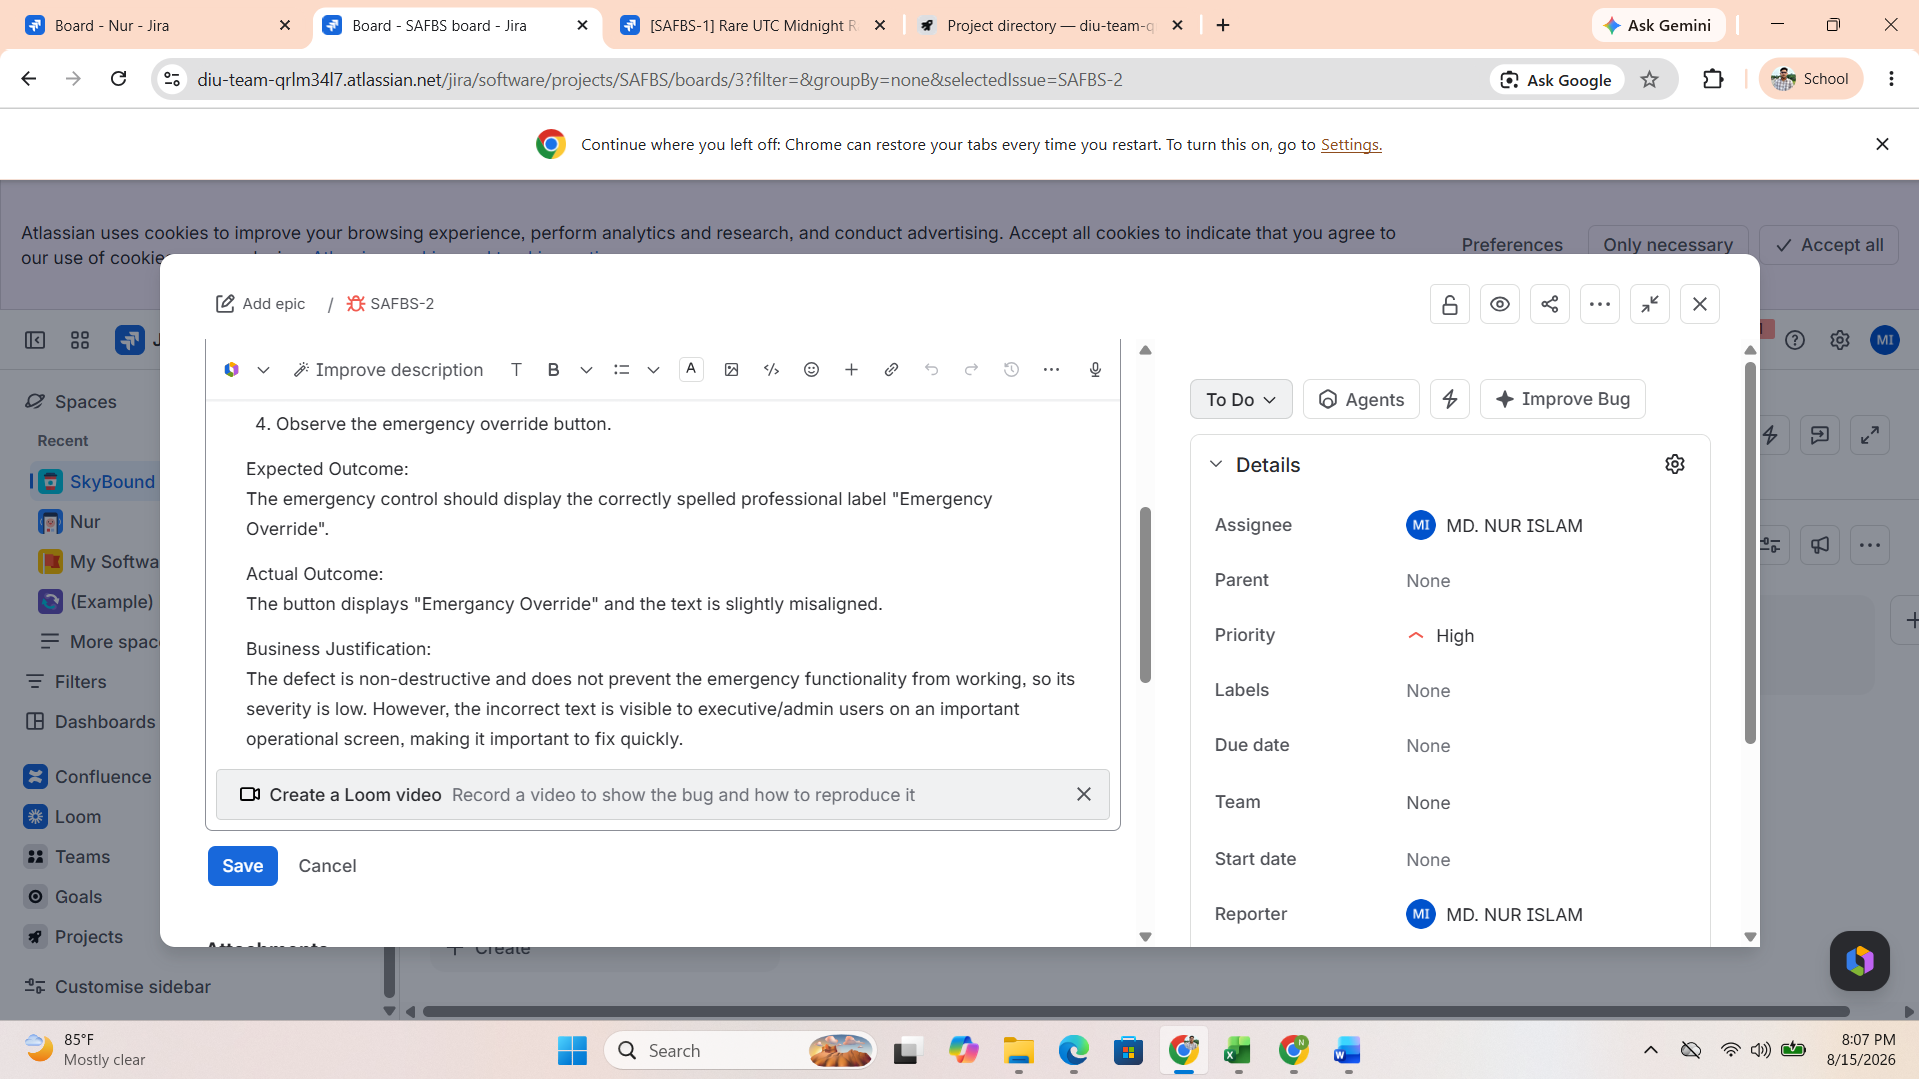 Board - Nur - Jira
Board - SAFBS board - Jira
[SAFBS-1] Rare UTC Midnight R
Project directory — diu-team-q
Ask Gemini
diu-team-qrlm34l7.atlassian.net/jira/software/projects/SAFBS/boards/3?filter=&groupBy=none&selectedIssue=SAFBS-2
Ask Google
School
Continue where you left off: Chrome can restore your tabs every time you restart. To turn this on, go to Settings.
Atlassian uses cookies to improve your browsing experience, perform analytics and research, and conduct advertising. Accept all cookies to indicate that you agree to
our use of cookie
Preferences
Only necessary
Accept all
Add epic / SAFBS-2
MI
Spaces
Recent
SkyBound
Nur
My Softwa
(Example)
More spac
Filters
Dashboards
Confluence
Loom
Teams
Goals
Projects
Customise sidebar
Improve description
T
B
A
4. Observe the emergency override button.
Expected Outcome:
The emergency control should display the correctly spelled professional label "Emergency
Override".
Actual Outcome:
The button displays "Emergancy Override" and the text is slightly misaligned.
Business Justification:
The defect is non-destructive and does not prevent the emergency functionality from working, so its
severity is low. However, the incorrect text is visible to executive/admin users on an important
operational screen, making it important to fix quickly.
Create a Loom video Record a video to show the bug and how to reproduce it
Save
Cancel
Attachments
Create
To Do
Agents
Improve Bug
Details
Assignee
MI MD. NUR ISLAM
Parent
None
Priority
High
Labels
None
Due date
None
Team
None
Start date
None
Reporter
MI MD. NUR ISLAM
85°F
Mostly clear
Search
8:07 PM
8/15/2026